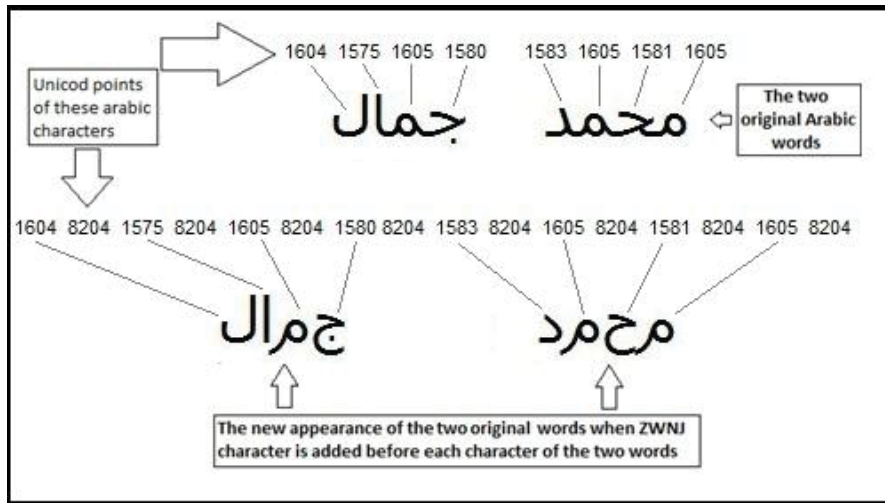 1604 1575 1605 1580 1583 1605 1581 1605
Unicod points
of these arabic
characters
محمد جمال
The two
original Arabic
words
1604 8204 1575 8204 1605 8204 1580 8204 1583 8204 1605 8204 1581 8204 1605 8204
م‌ح‌م‌د ج‌م‌ا‌ل
The new appearance of the two original words when ZWNJ
character is added before each character of the two words